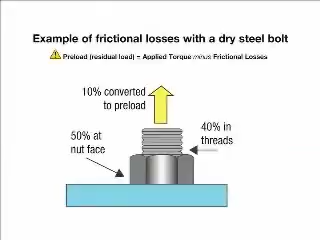 Example of frictional losses with a dry steel bolt
Preload (residual load) = Applied Torque minus Frictional Losses
10% converted
to preload
50% at
nut face
40% in
threads